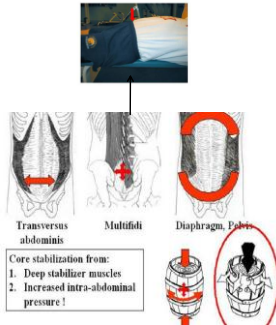 Transversus
abdominis
Multifidi
Diaphragm, Pelvis
Core stabilization from:
1. Deep stabilizer muscles
2. Increased intra-abdominal
pressure !